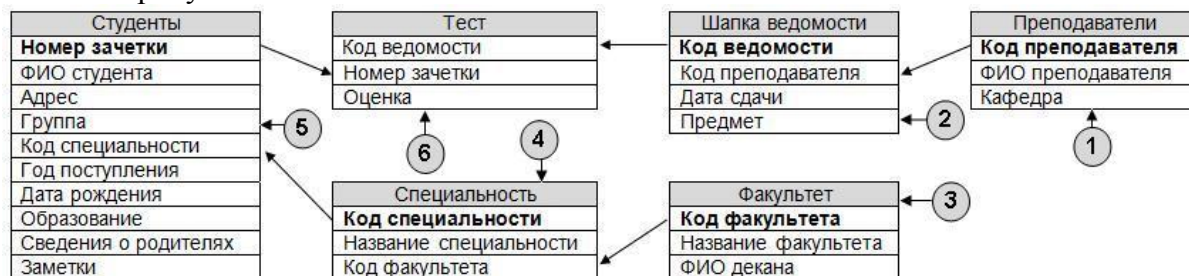 Студенты
Номер зачетки
ФИО студента
Адрес
Группа
Код специальности
Год поступления
Дата рождения
Образование
Сведения о родителях
Заметки
Тест
Код ведомости
Номер зачетки
Оценка
Шапка ведомости
Код ведомости
Код преподавателя
Дата сдачи
Предмет
Преподаватели
Код преподавателя
ФИО преподавателя
Кафедра
5
6
4
2
1
Специальность
Код специальности
Название специальности
Код факультета
Факультет
Код факультета
Название факультета
ФИО декана
3